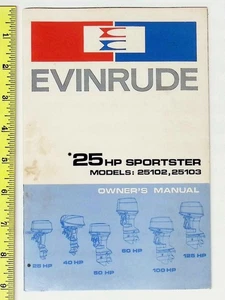 EVINRUDE
'25 HP SPORTSTER
MODELS: 25102, 25103
OWNER'S MANUAL
25 HP
40 HP
50 HP
60 HP
100 HP
125 HP